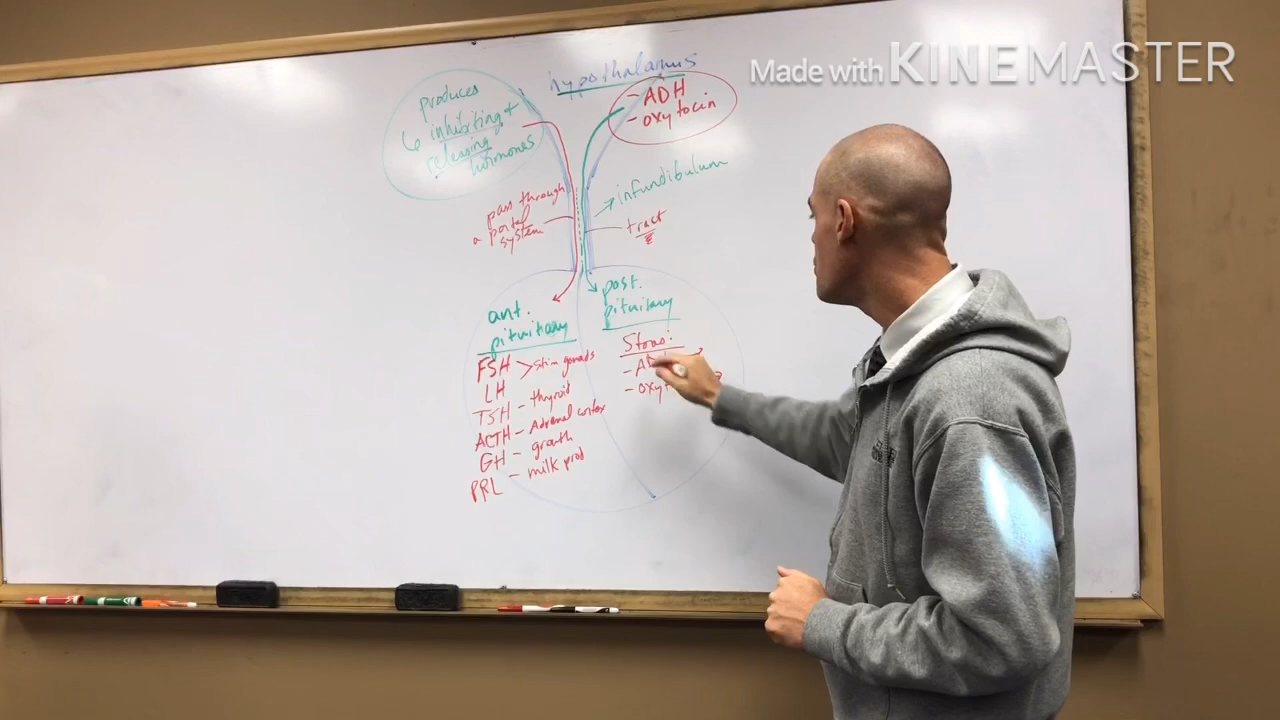 Made with KINEMASTER
hypothalamus
- ADH
- oxytocin
produces
6 inhibiting +
releasing
hormones
infundibulum
tract
pass through
a portal
system
ant.
pituitary
FSH > stim gonads
LH
TSH - thyroid
ACTH - Adrenal cortex
GH - growth
PRL - milk prod
post.
pituitary
Stores:
- A
- oxy